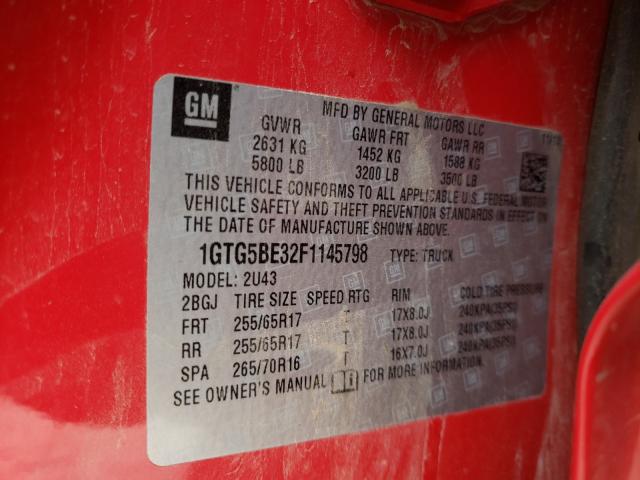 GM
MFD BY GENERAL MOTORS LLC
GVWR GAWR FRT GAWR RR
2631 KG 1452 KG 1588 KG
5800 LB 3200 LB 3500 LB
THIS VEHICLE CONFORMS TO ALL APPLICABLE U.S. FEDERAL MOTOR
VEHICLE SAFETY AND THEFT PREVENTION STANDARDS IN EFFECT ON
THE DATE OF MANUFACTURE SHOWN ABOVE.
1GTG5BE32F1145798 TYPE: TRUCK
MODEL: 2U43
2BGJ TIRE SIZE SPEED RTG RIM COLD TIRE PRESSURE
FRT 255/65R17 T 17X8.0J 240KPA(35PSI)
RR 255/65R17 T 17X8.0J 240KPA(35PSI)
SPA 265/70R16 T 16X7.0J 240KPA(35PSI)
SEE OWNER'S MANUAL FOR MORE INFORMATION.